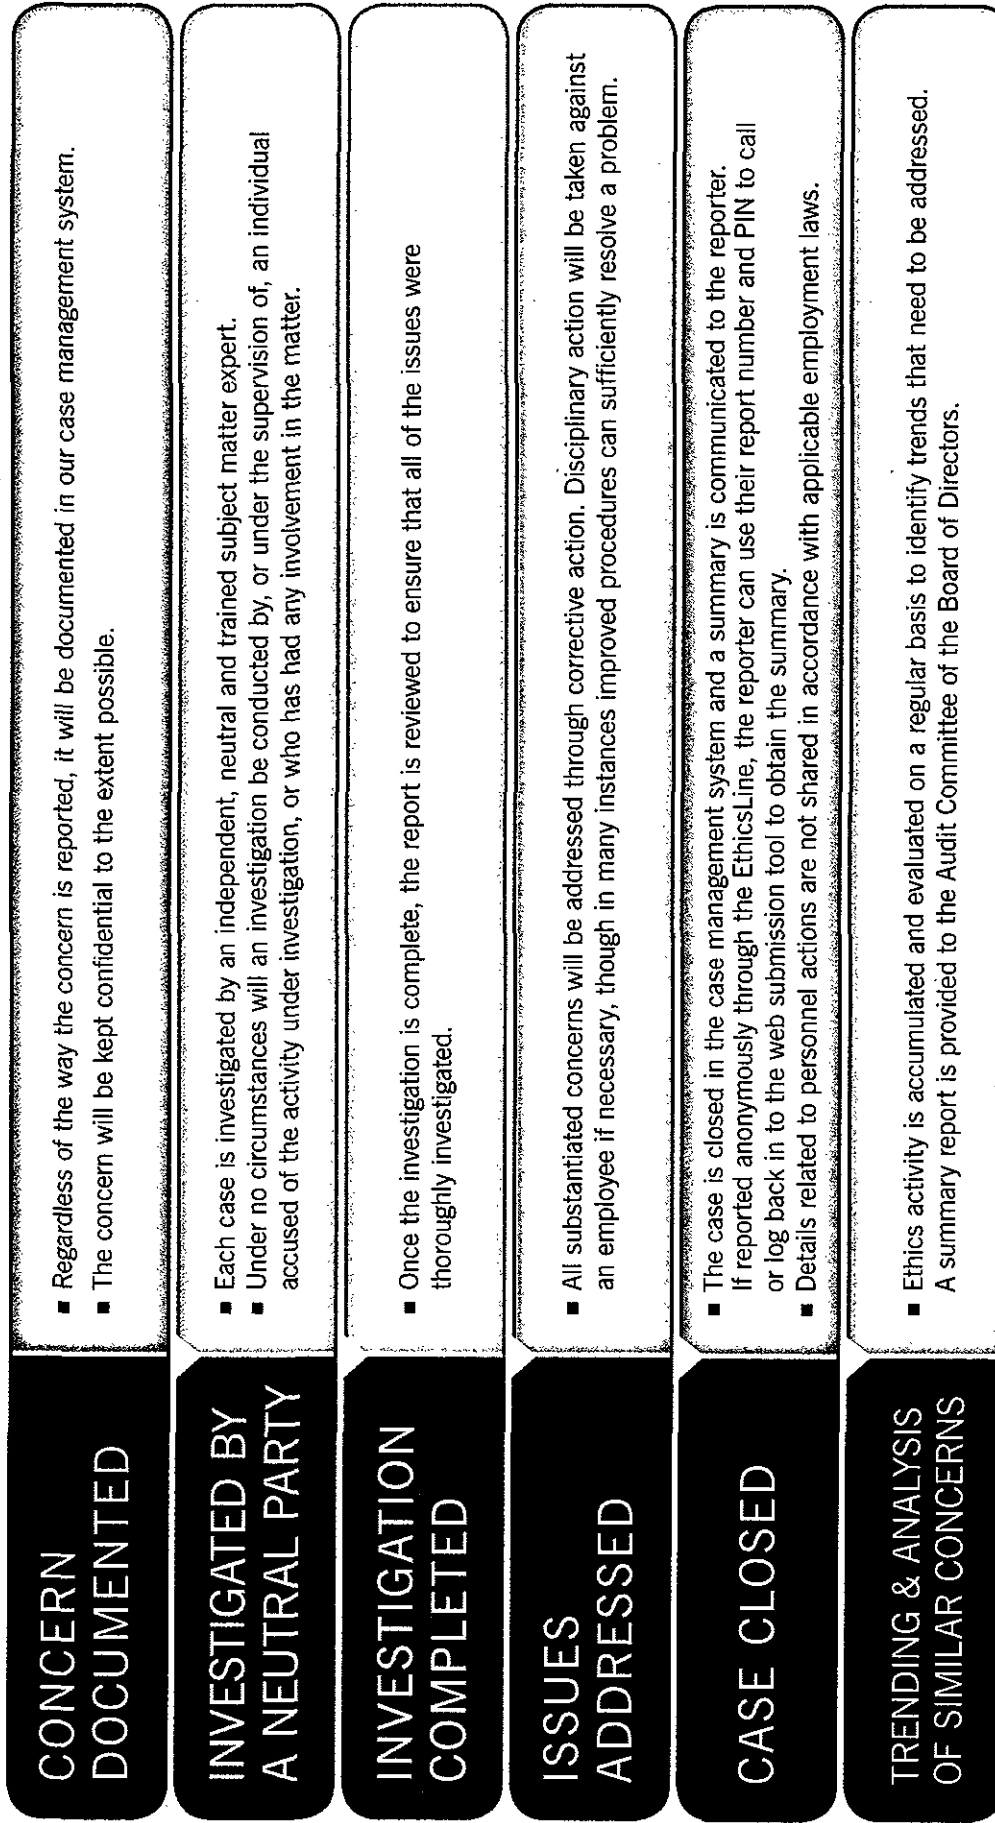 CONCERN
DOCUMENTED
■ Regardless of the way the concern is reported, it will be documented in our case management system.
■ The concern will be kept confidential to the extent possible.
INVESTIGATED BY
A NEUTRAL PARTY
■ Each case is investigated by an independent, neutral and trained subject matter expert.
■ Under no circumstances will an investigation be conducted by, or under the supervision of, an individual
accused of the activity under investigation, or who has had any involvement in the matter.
INVESTIGATION
COMPLETED
■ Once the investigation is complete, the report is reviewed to ensure that all of the issues were
thoroughly investigated.
ISSUES
ADDRESSED
■ All substantiated concerns will be addressed through corrective action. Disciplinary action will be taken against
an employee if necessary, though in many instances improved procedures can sufficiently resolve a problem.
CASE CLOSED
■ The case is closed in the case management system and a summary is communicated to the reporter.
If reported anonymously through the EthicsLine, the reporter can use their report number and PIN to call
or log back in to the web submission tool to obtain the summary.
■ Details related to personnel actions are not shared in accordance with applicable employment laws.
TRENDING & ANALYSIS
OF SIMILAR CONCERNS
■ Ethics activity is accumulated and evaluated on a regular basis to identify trends that need to be addressed.
A summary report is provided to the Audit Committee of the Board of Directors.